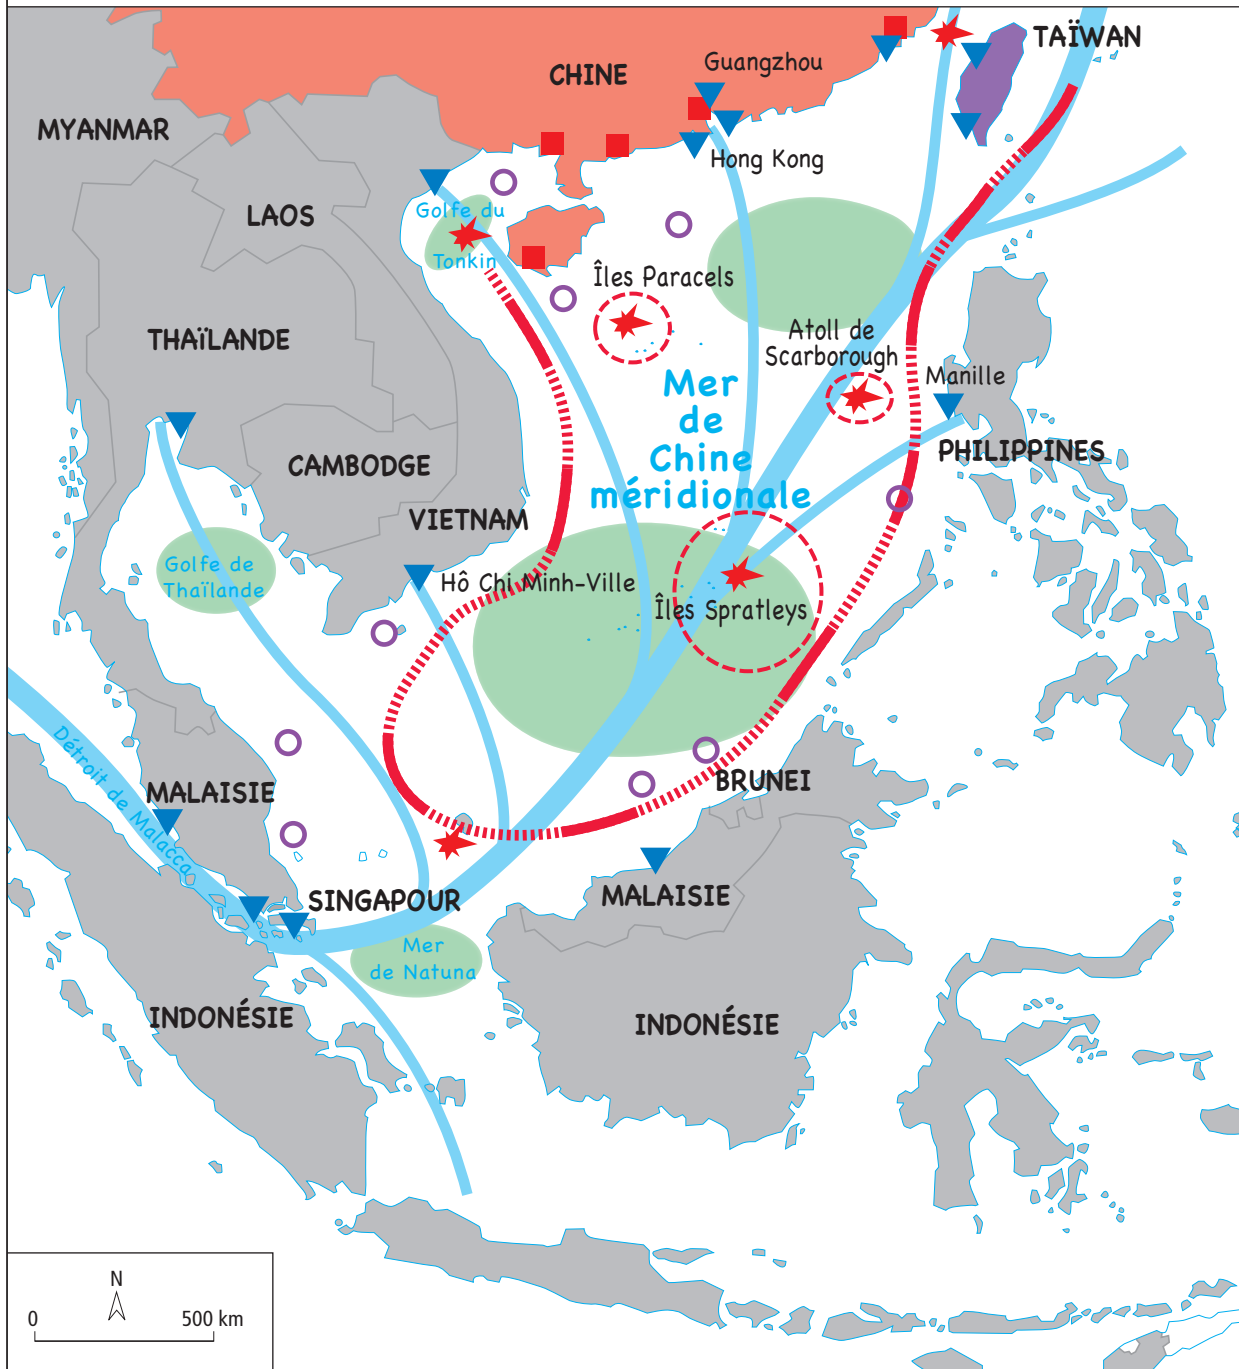 TAÏWAN
CHINE
Guangzhou
MYANMAR
Hong Kong
LAOS
Golfe du
Tonkin
Îles Paracels
THAÏLANDE
Atoll de
Scarborough
Manille
Mer
de
Chine
méridionale
PHILIPPINES
CAMBODGE
VIETNAM
Golfe de
Thaïlande
Hô Chi Minh-Ville
Îles Spratleys
Détroit de Malacca
MALAISIE
BRUNEI
SINGAPOUR
MALAISIE
Mer
de Natuna
INDONÉSIE
INDONÉSIE
N
0 500 km